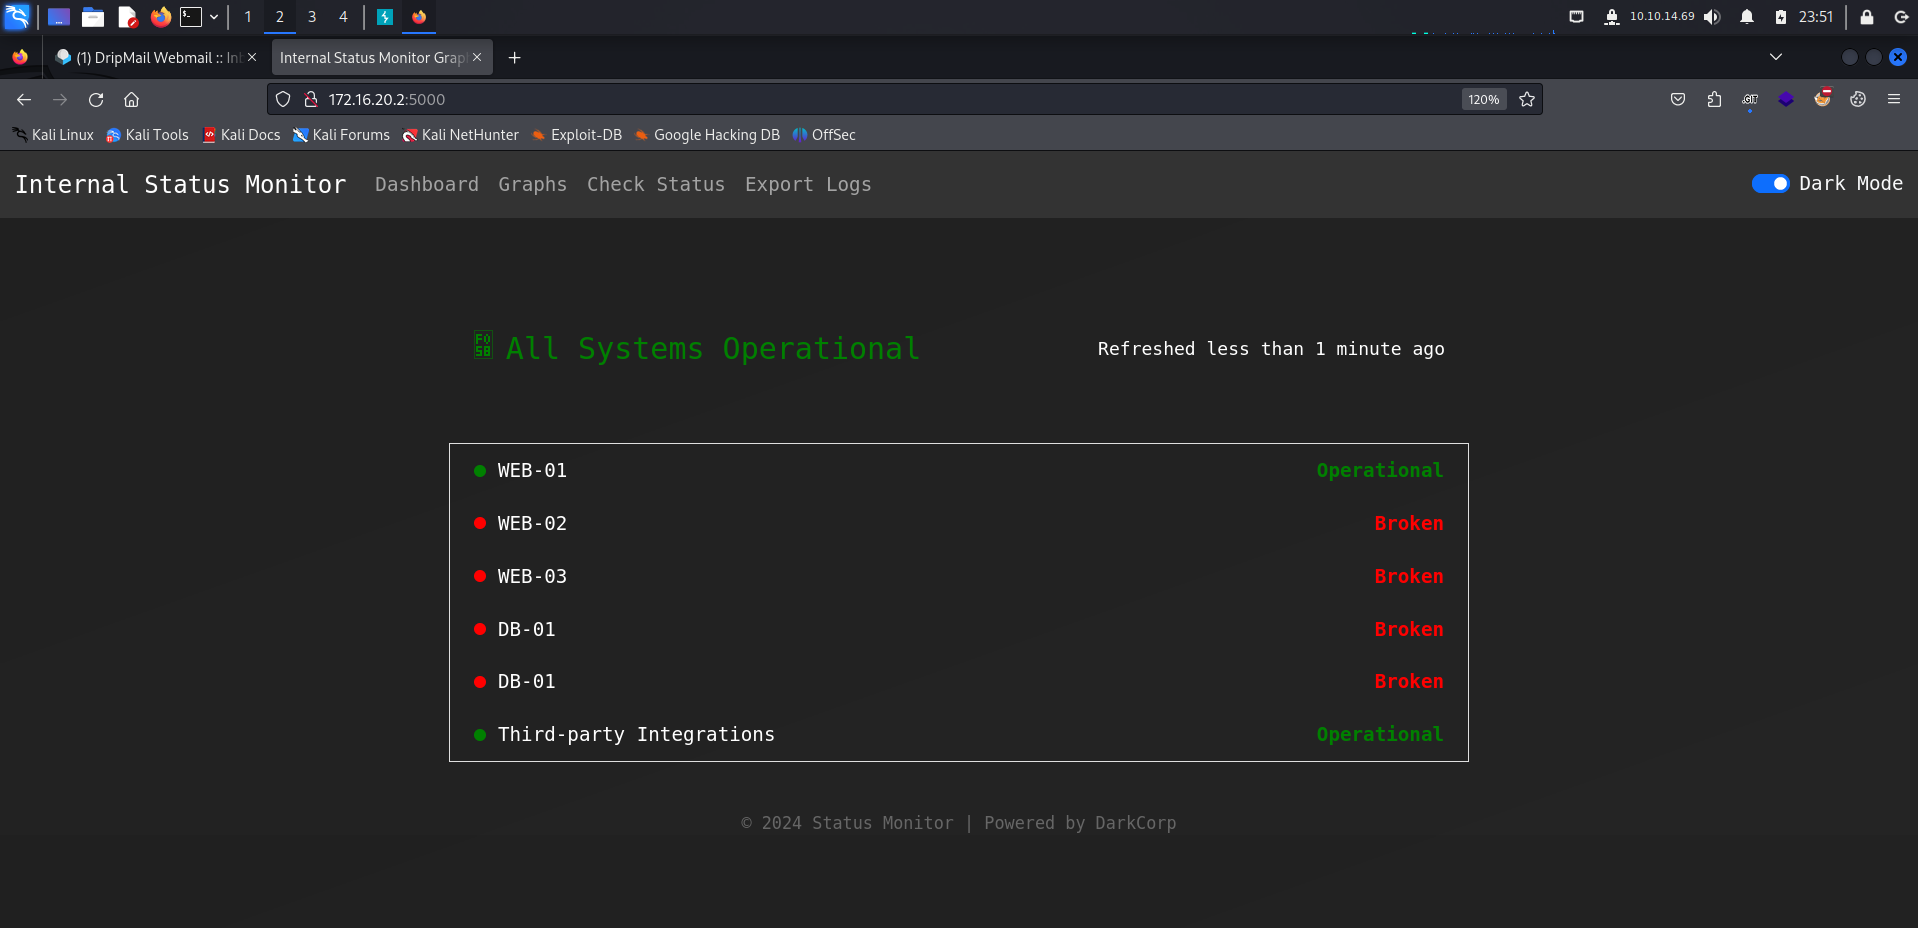 1 2 3 4 10.10.14.69 23:51
(1) DripMail Webmail :: In
Internal Status Monitor Grap
172.16.20.2:5000 120% .GIT
Kali Linux Kali Tools Kali Docs Kali Forums Kali NetHunter Exploit-DB Google Hacking DB OffSec
Internal Status Monitor Dashboard Graphs Check Status Export Logs Dark Mode
All Systems Operational Refreshed less than 1 minute ago
WEB-01 Operational
WEB-02 Broken
WEB-03 Broken
DB-01 Broken
DB-01 Broken
Third-party Integrations Operational
© 2024 Status Monitor | Powered by DarkCorp